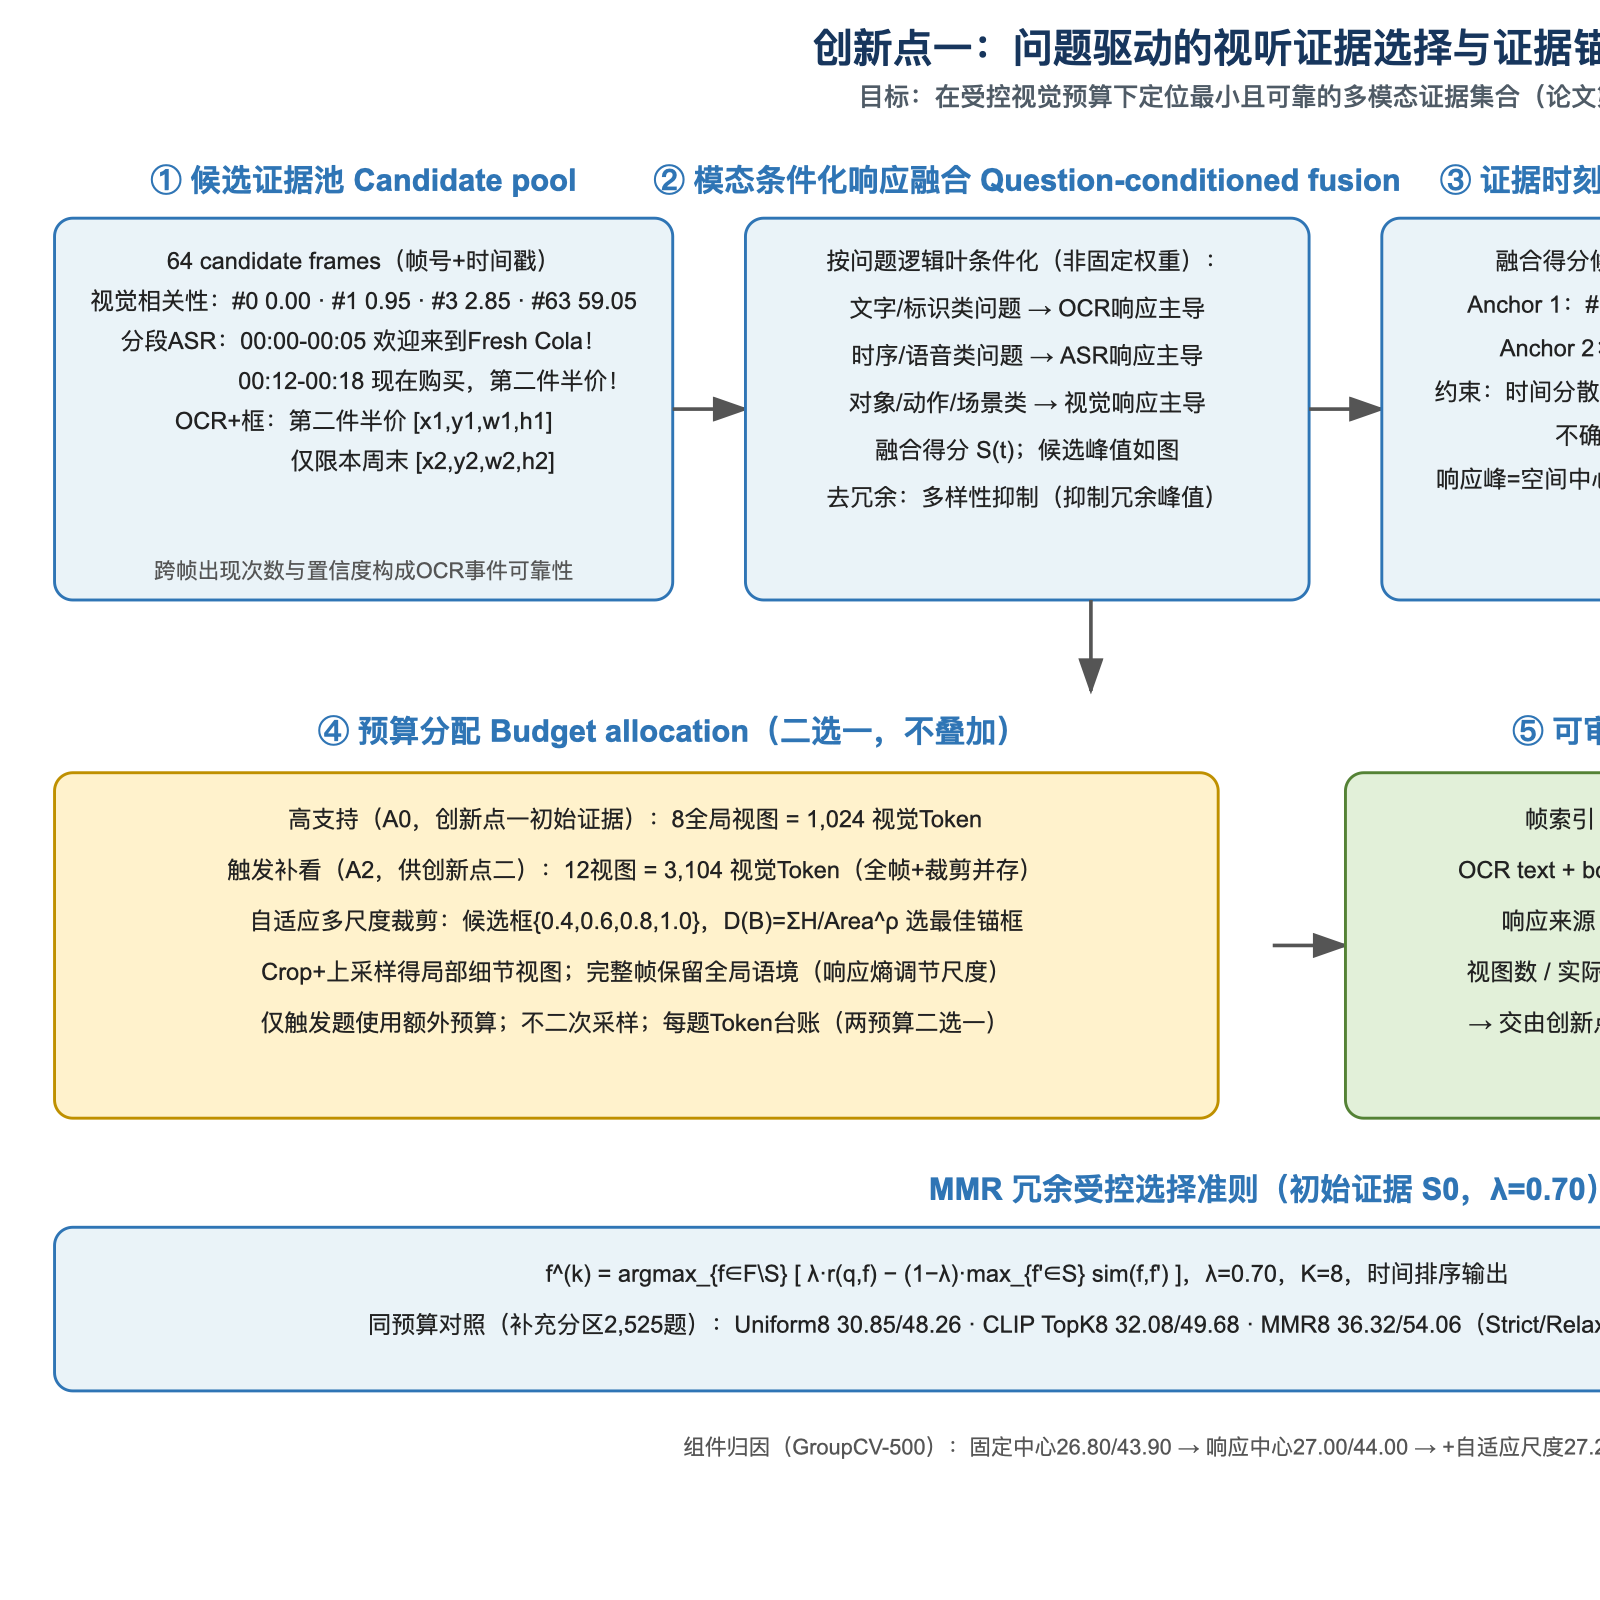 创新点一：问题驱动的视听证据选择与证据锚
目标：在受控视觉预算下定位最小且可靠的多模态证据集合（论文
① 候选证据池 Candidate pool
64 candidate frames（帧号+时间戳）
视觉相关性：#0 0.00 · #1 0.95 · #3 2.85 · #63 59.05
分段ASR：00:00-00:05 欢迎来到Fresh Cola！
00:12-00:18 现在购买，第二件半价！
OCR+框：第二件半价 [x1,y1,w1,h1]
仅限本周末 [x2,y2,w2,h2]
跨帧出现次数与置信度构成OCR事件可靠性
② 模态条件化响应融合 Question-conditioned fusion
按问题逻辑叶条件化（非固定权重）：
文字/标识类问题 → OCR响应主导
时序/语音类问题 → ASR响应主导
对象/动作/场景类 → 视觉响应主导
融合得分 S(t)；候选峰值如图
去冗余：多样性抑制（抑制冗余峰值）
③ 证据时刻
融合得分候
Anchor 1：#
Anchor 2：
约束：时间分散
不确
响应峰=空间中心
④ 预算分配 Budget allocation（二选一，不叠加）
高支持（A0，创新点一初始证据）：8全局视图 = 1,024 视觉Token
触发补看（A2，供创新点二）：12视图 = 3,104 视觉Token（全帧+裁剪并存）
自适应多尺度裁剪：候选框{0.4,0.6,0.8,1.0}，D(B)=ΣH/Area^ρ 选最佳锚框
Crop+上采样得局部细节视图；完整帧保留全局语境（响应熵调节尺度）
仅触发题使用额外预算；不二次采样；每题Token台账（两预算二选一）
⑤ 可审
帧索引
OCR text + bo
响应来源
视图数 / 实际
→ 交由创新点
MMR 冗余受控选择准则（初始证据 S0，λ=0.70）
f^(k) = argmax_{f∈F\S} [ λ·r(q,f) − (1−λ)·max_{f'∈S} sim(f,f') ]，λ=0.70，K=8，时间排序输出
同预算对照（补充分区2,525题）：Uniform8 30.85/48.26 · CLIP TopK8 32.08/49.68 · MMR8 36.32/54.06（Strict/Relax
组件归因（GroupCV-500）：固定中心26.80/43.90 → 响应中心27.00/44.00 → +自适应尺度27.2